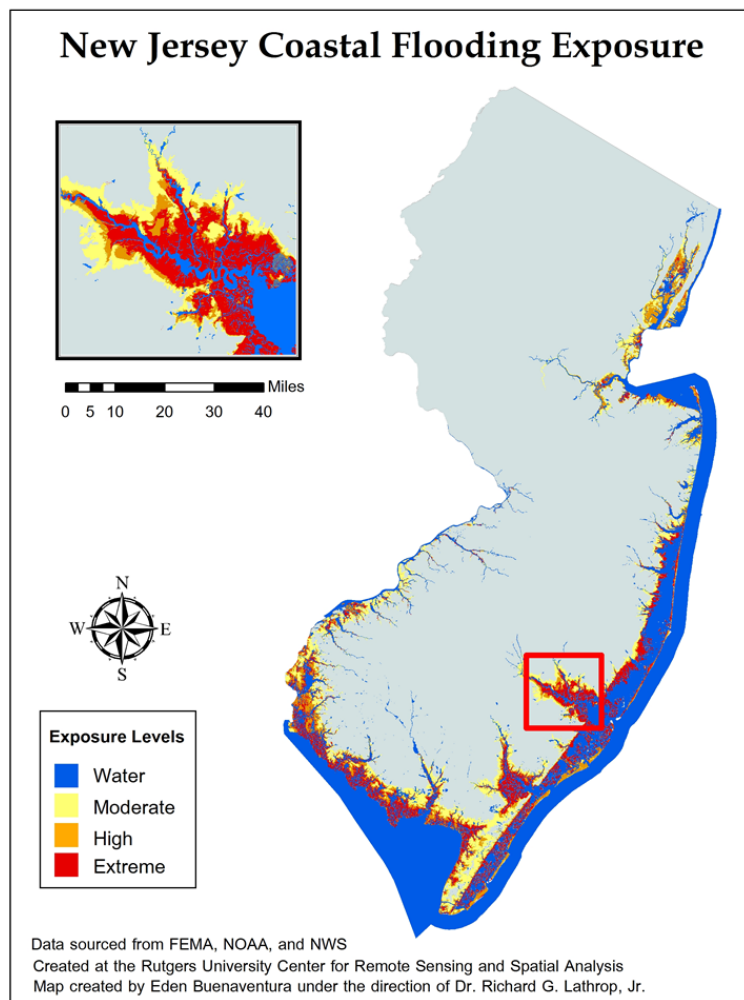 New Jersey Coastal Flooding Exposure
Miles
0 5 10 20 30 40
N
W E
S
Exposure Levels
Water
Moderate
High
Extreme
Data sourced from FEMA, NOAA, and NWS
Created at the Rutgers University Center for Remote Sensing and Spatial Analysis
Map created by Eden Buenaventura under the direction of Dr. Richard G. Lathrop, Jr.